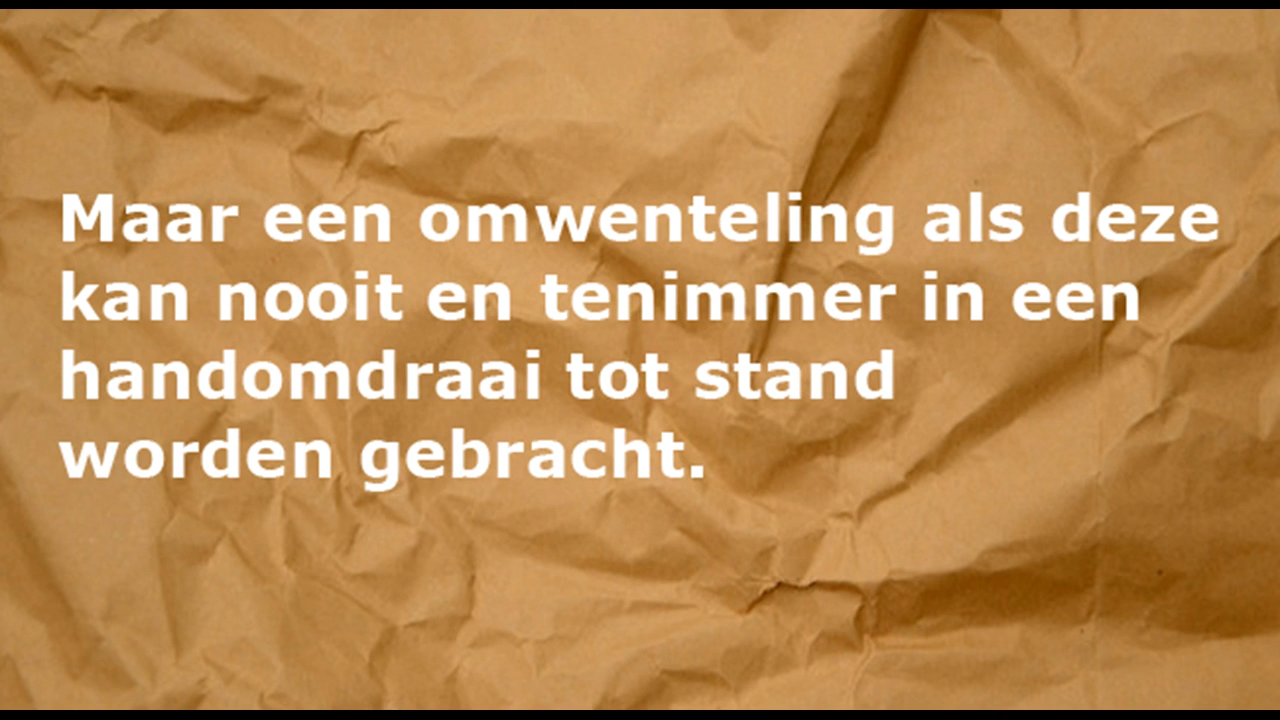 Maar een omwenteling als deze
kan nooit en tenimmer in een
handomdraai tot stand
worden gebracht.